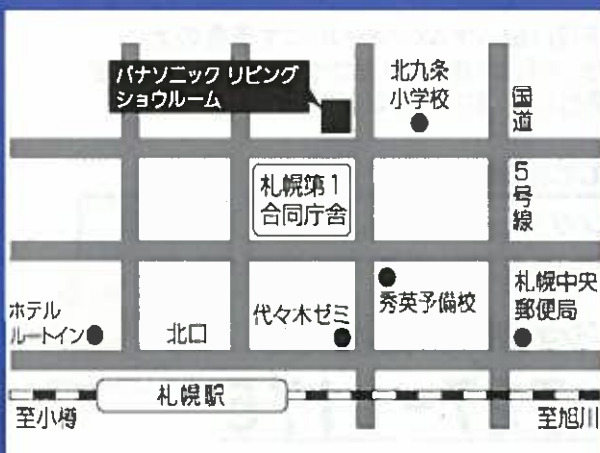 パナソニック リビング
ショウルーム
北九条
小学校
国道
5号線
札幌第1
合同庁舎
ホテル
ルートイン
北口
代々木ゼミ
秀英予備校
札幌中央
郵便局
札幌駅
至小樽
至旭川